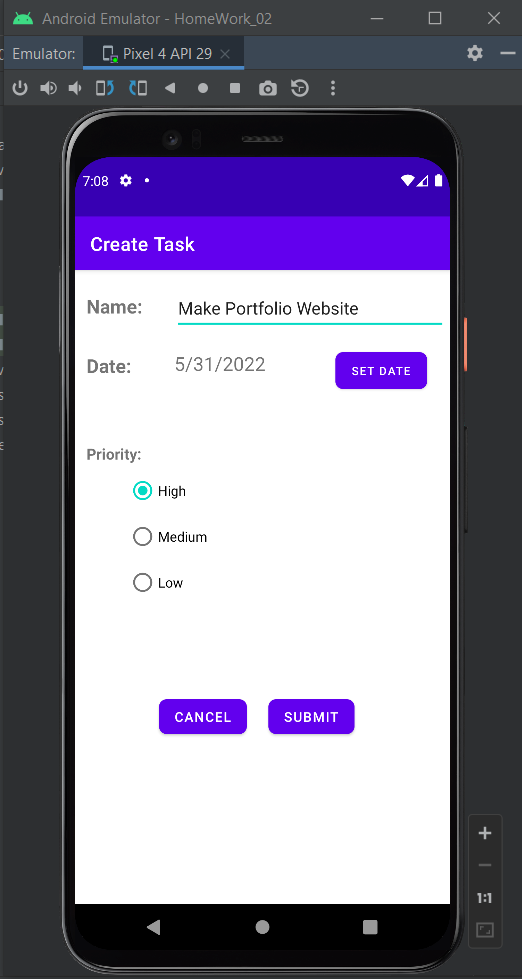 Android Emulator - HomeWork_02
Emulator: Pixel 4 API 29
7:08
Create Task
Name: Make Portfolio Website
Date: 5/31/2022 SET DATE
Priority:
High
Medium
Low
CANCEL SUBMIT
1:1